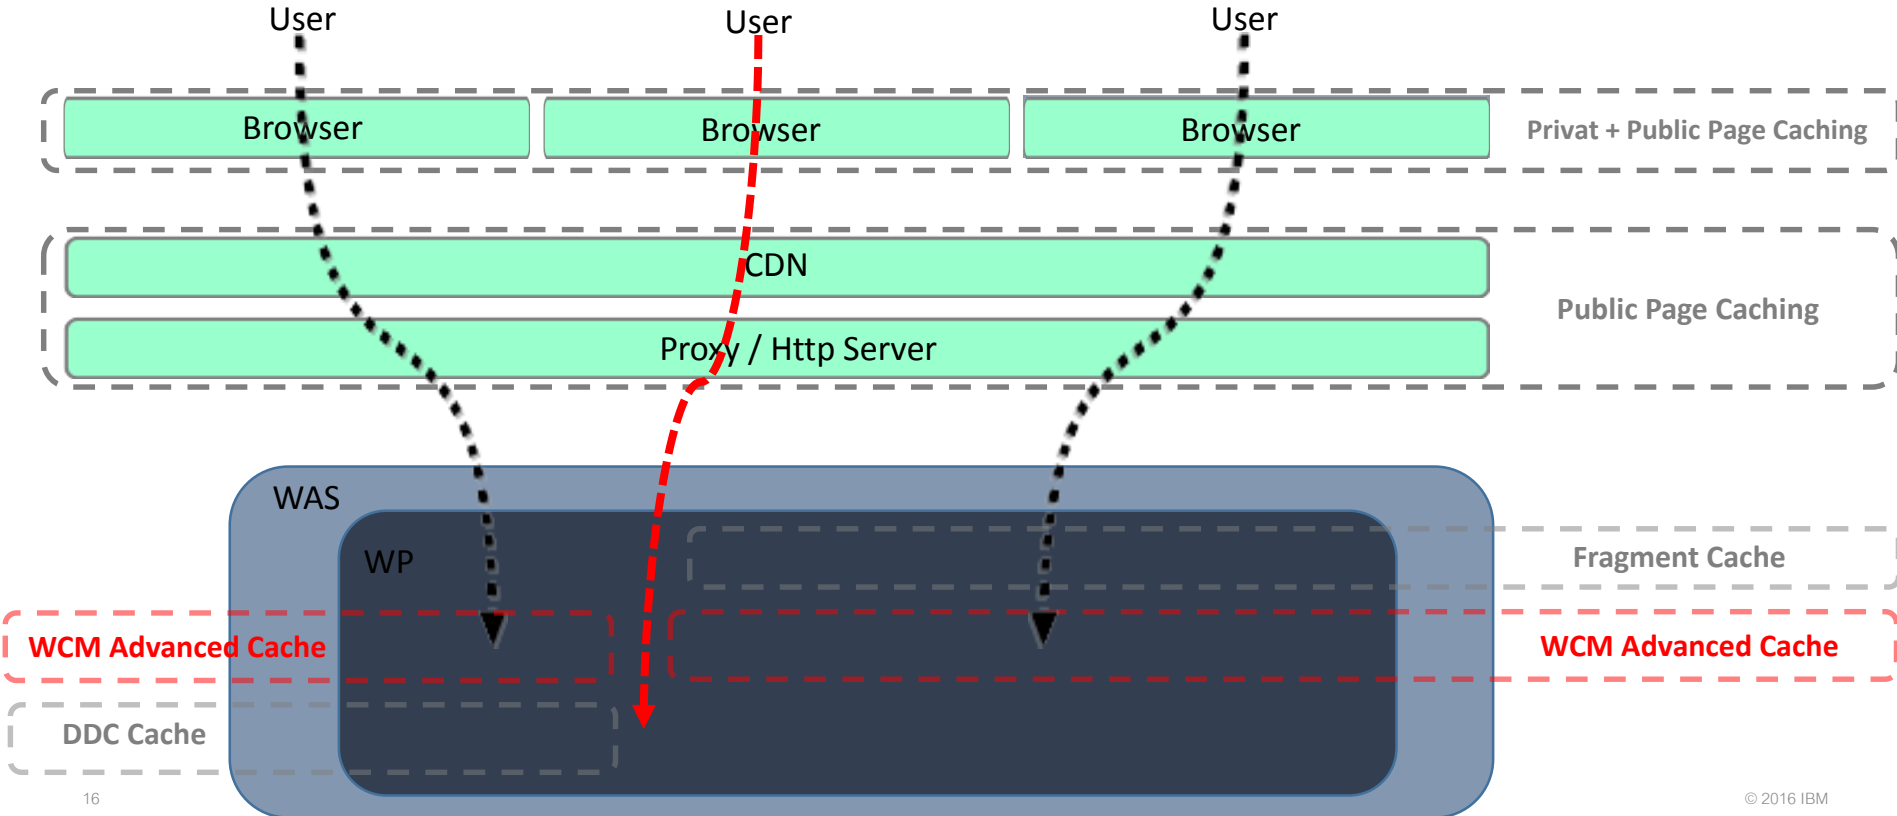 User User User
Browser Browser Browser Privat + Public Page Caching
CDN
Public Page Caching
Proxy / Http Server
WAS
WP
Fragment Cache
WCM Advanced Cache WCM Advanced Cache
DDC Cache
16 © 2016 IBM